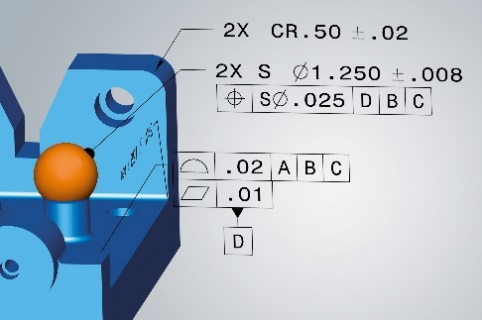 2X CR.50 ±.02
2X S ∅1.250 ±.008
⌖ S∅.025 D B C
⌓ .02 A B C
⏥ .01
D